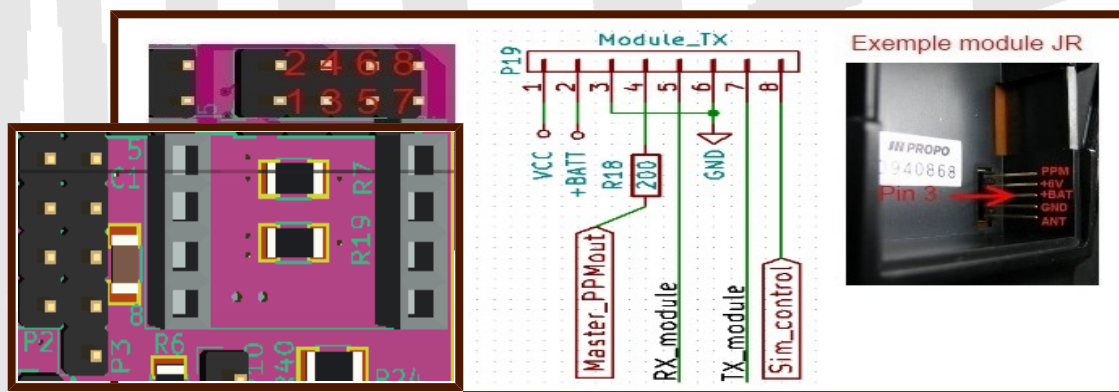 2468
1357
5
C1
8
P2
P3
R6
R7
R19
R40
R24
Module_TX
P19
1
2
3
4
5
6
7
8
VCC
+BATT
R18
200
GND
Master_PPMout
RX_module
TX_module
Sim_control
Exemple module JR
PROPO
0940868
Pin 3
PPM
+6V
+BAT
GND
ANT